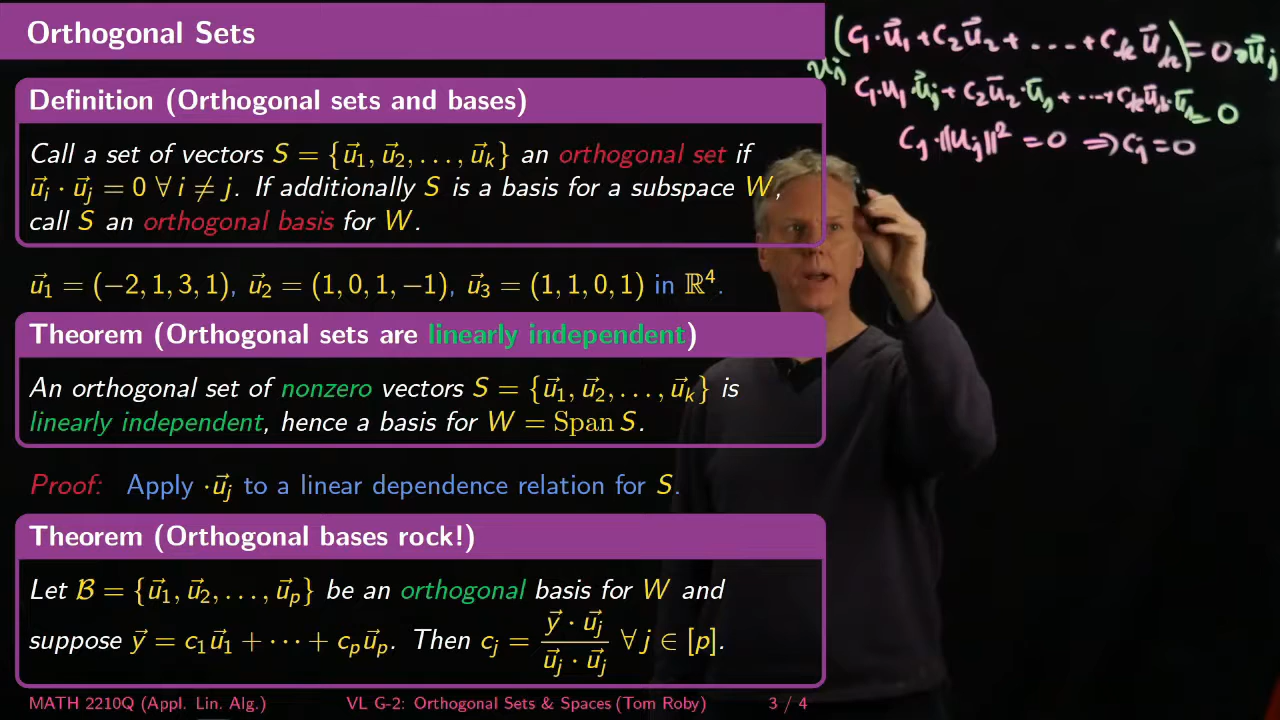 Orthogonal Sets
Definition (Orthogonal sets and bases)
Call a set of vectors S = {u⃗₁, u⃗₂, . . . , u⃗ₖ} an orthogonal set if
u⃗ᵢ · u⃗ⱼ = 0 ∀ i ≠ j. If additionally S is a basis for a subspace W,
call S an orthogonal basis for W.
u⃗₁ = (−2, 1, 3, 1), u⃗₂ = (1, 0, 1, −1), u⃗₃ = (1, 1, 0, 1) in ℝ⁴.
Theorem (Orthogonal sets are linearly independent)
An orthogonal set of nonzero vectors S = {u⃗₁, u⃗₂, . . . , u⃗ₖ} is
linearly independent, hence a basis for W = Span S.
Proof: Apply ·u⃗ⱼ to a linear dependence relation for S.
Theorem (Orthogonal bases rock!)
Let ℬ = {u⃗₁, u⃗₂, . . . , u⃗ₚ} be an orthogonal basis for W and
suppose y⃗ = c₁u⃗₁ + ··· + cₚu⃗ₚ. Then cⱼ = (y⃗ · u⃗ⱼ)/(u⃗ⱼ · u⃗ⱼ) ∀ j ∈ [p].
MATH 2210Q (Appl. Lin. Alg.) VL G-2: Orthogonal Sets & Spaces (Tom Roby) 3 / 4
uⱼ (c₁·u⃗₁ + c₂u⃗₂ + .... + cₖu⃗ₖ) = 0·u⃗ⱼ
c₁·u₁·u⃗ⱼ + c₂u⃗₂·u⃗ⱼ + ... + cₖu⃗ₖ· = 0
cⱼ·‖uⱼ‖² = 0 ⇒ cⱼ = 0